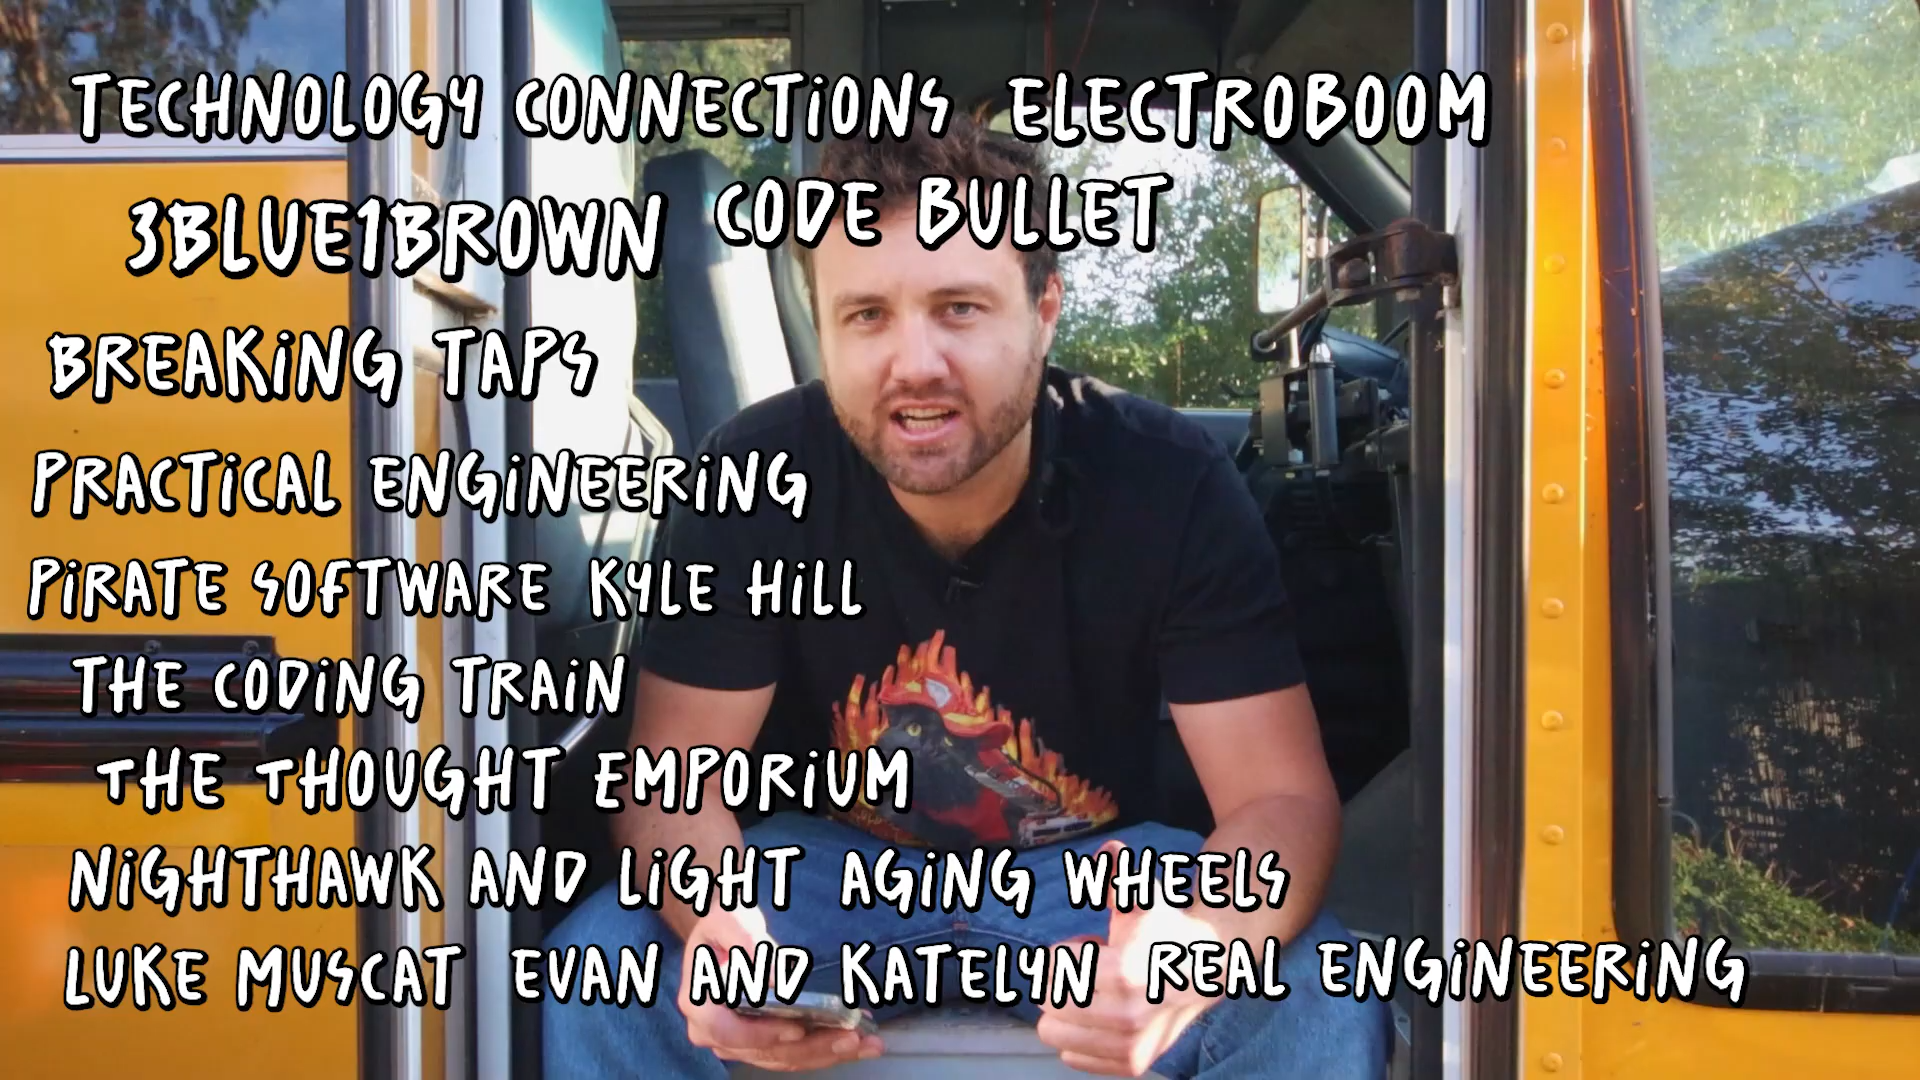 TECHNOLOGY CONNECTIONS ELECTROBOOM
3BLUE1BROWN CODE BULLET
BREAKING TAPS
PRACTICAL ENGINEERING
PIRATE SOFTWARE KYLE HILL
THE CODING TRAIN
THE THOUGHT EMPORIUM
NIGHTHAWK AND LIGHT AGING WHEELS
LUKE MUSCAT EVAN AND KATELYN REAL ENGINEERING